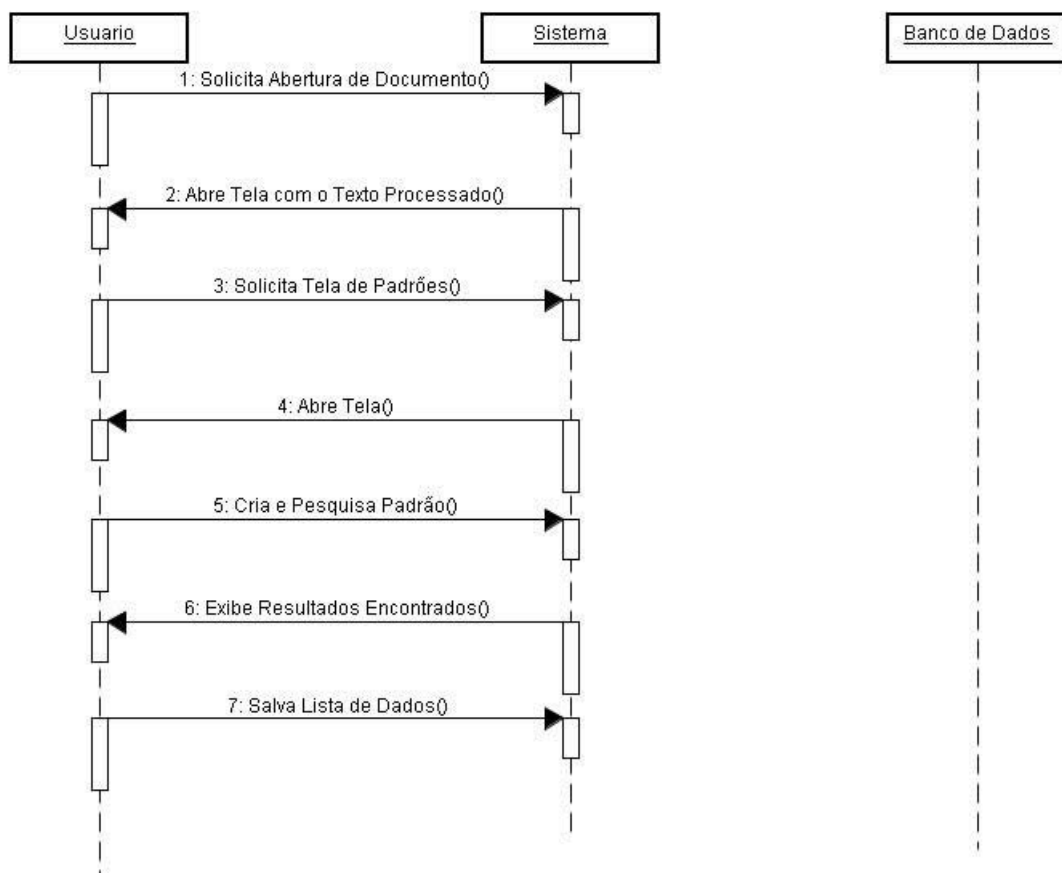 Usuario
Sistema
Banco de Dados
1: Solicita Abertura de Documento()
2: Abre Tela com o Texto Processado()
3: Solicita Tela de Padrões()
4: Abre Tela()
5: Cria e Pesquisa Padrão()
6: Exibe Resultados Encontrados()
7: Salva Lista de Dados()